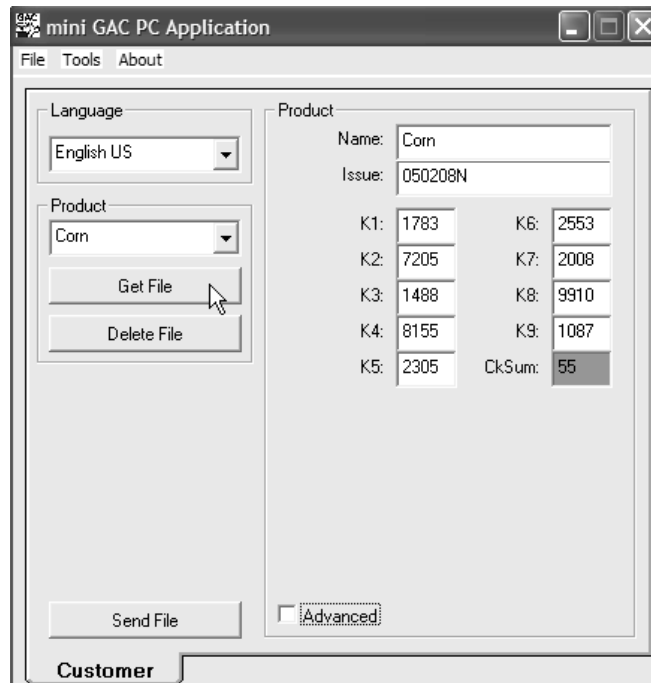 mini GAC PC Application
File Tools About
Language
English US
Product
Corn
Get File
Delete File
Send File
Product
Name: Corn
Issue: 050208N
K1: 1783 K6: 2553
K2: 7205 K7: 2008
K3: 1488 K8: 9910
K4: 8155 K9: 1087
K5: 2305 CkSum: 55
Advanced
Customer